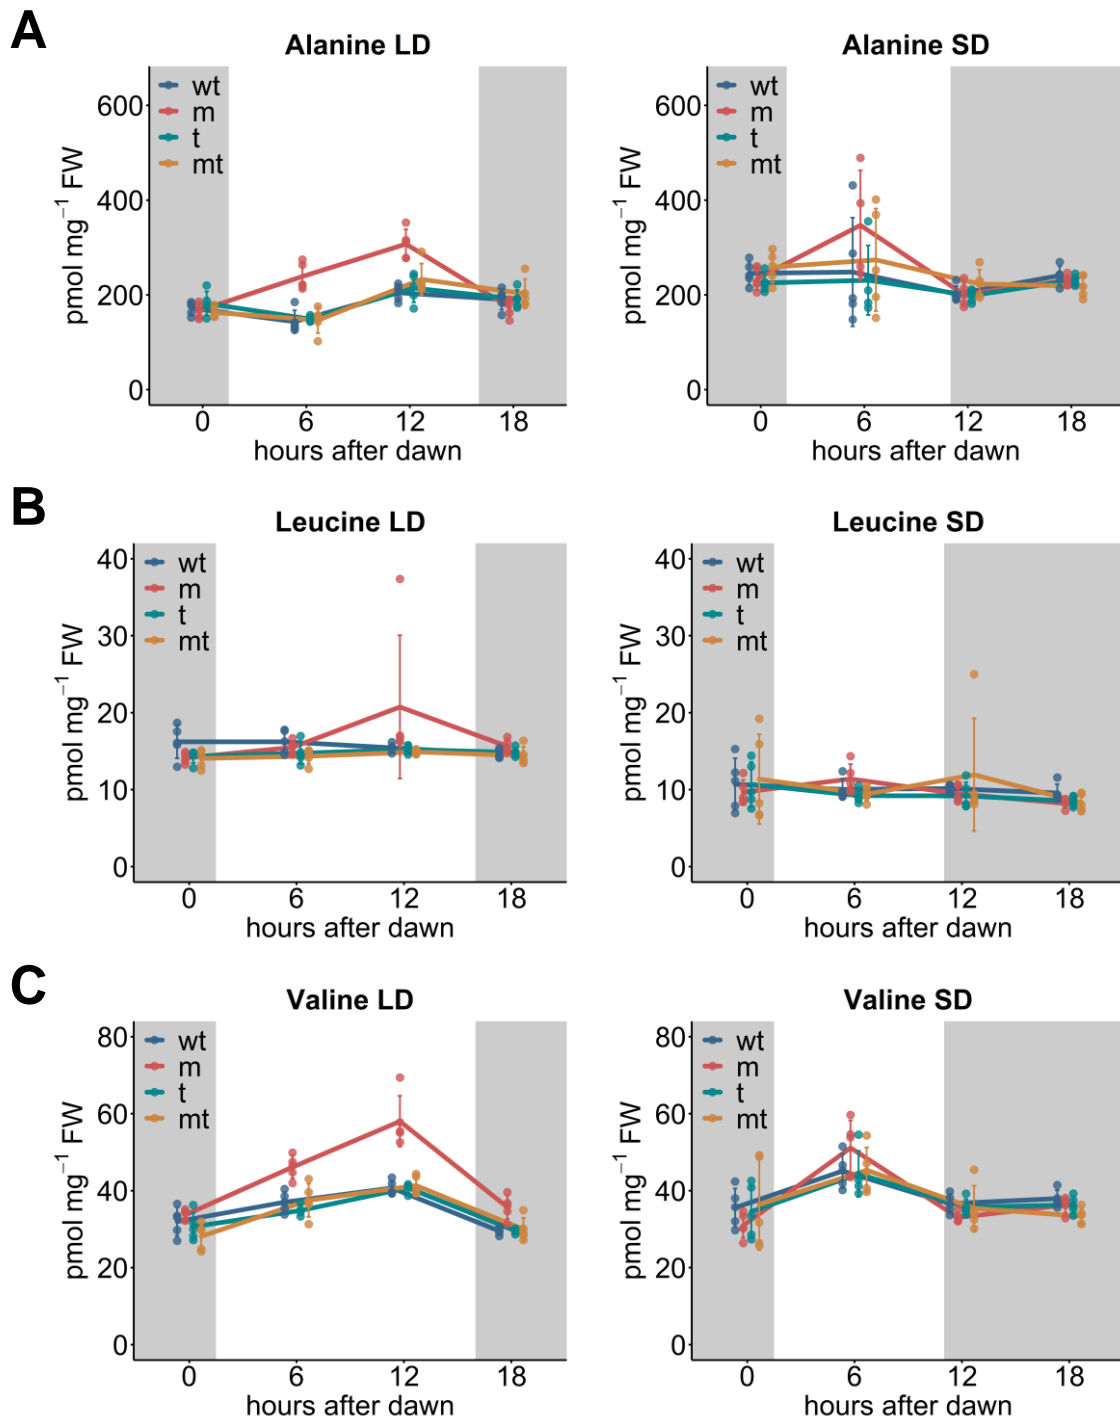 A
Alanine LD
Alanine SD
pmol mg⁻¹ FW
600
400
200
0
wt
m
t
mt
0 6 12 18
hours after dawn
pmol mg⁻¹ FW
600
400
200
0
wt
m
t
mt
0 6 12 18
hours after dawn
B
Leucine LD
Leucine SD
pmol mg⁻¹ FW
40
30
20
10
0
wt
m
t
mt
0 6 12 18
hours after dawn
pmol mg⁻¹ FW
40
30
20
10
0
wt
m
t
mt
0 6 12 18
hours after dawn
C
Valine LD
Valine SD
pmol mg⁻¹ FW
80
60
40
20
0
wt
m
t
mt
0 6 12 18
hours after dawn
pmol mg⁻¹ FW
80
60
40
20
0
wt
m
t
mt
0 6 12 18
hours after dawn